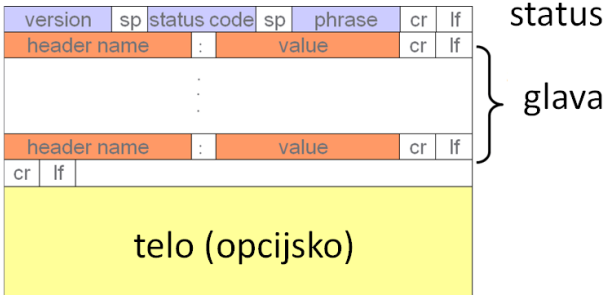 version sp status code sp phrase cr lf status
header name : value cr lf
glava
header name : value cr lf
cr lf
telo (opcijsko)